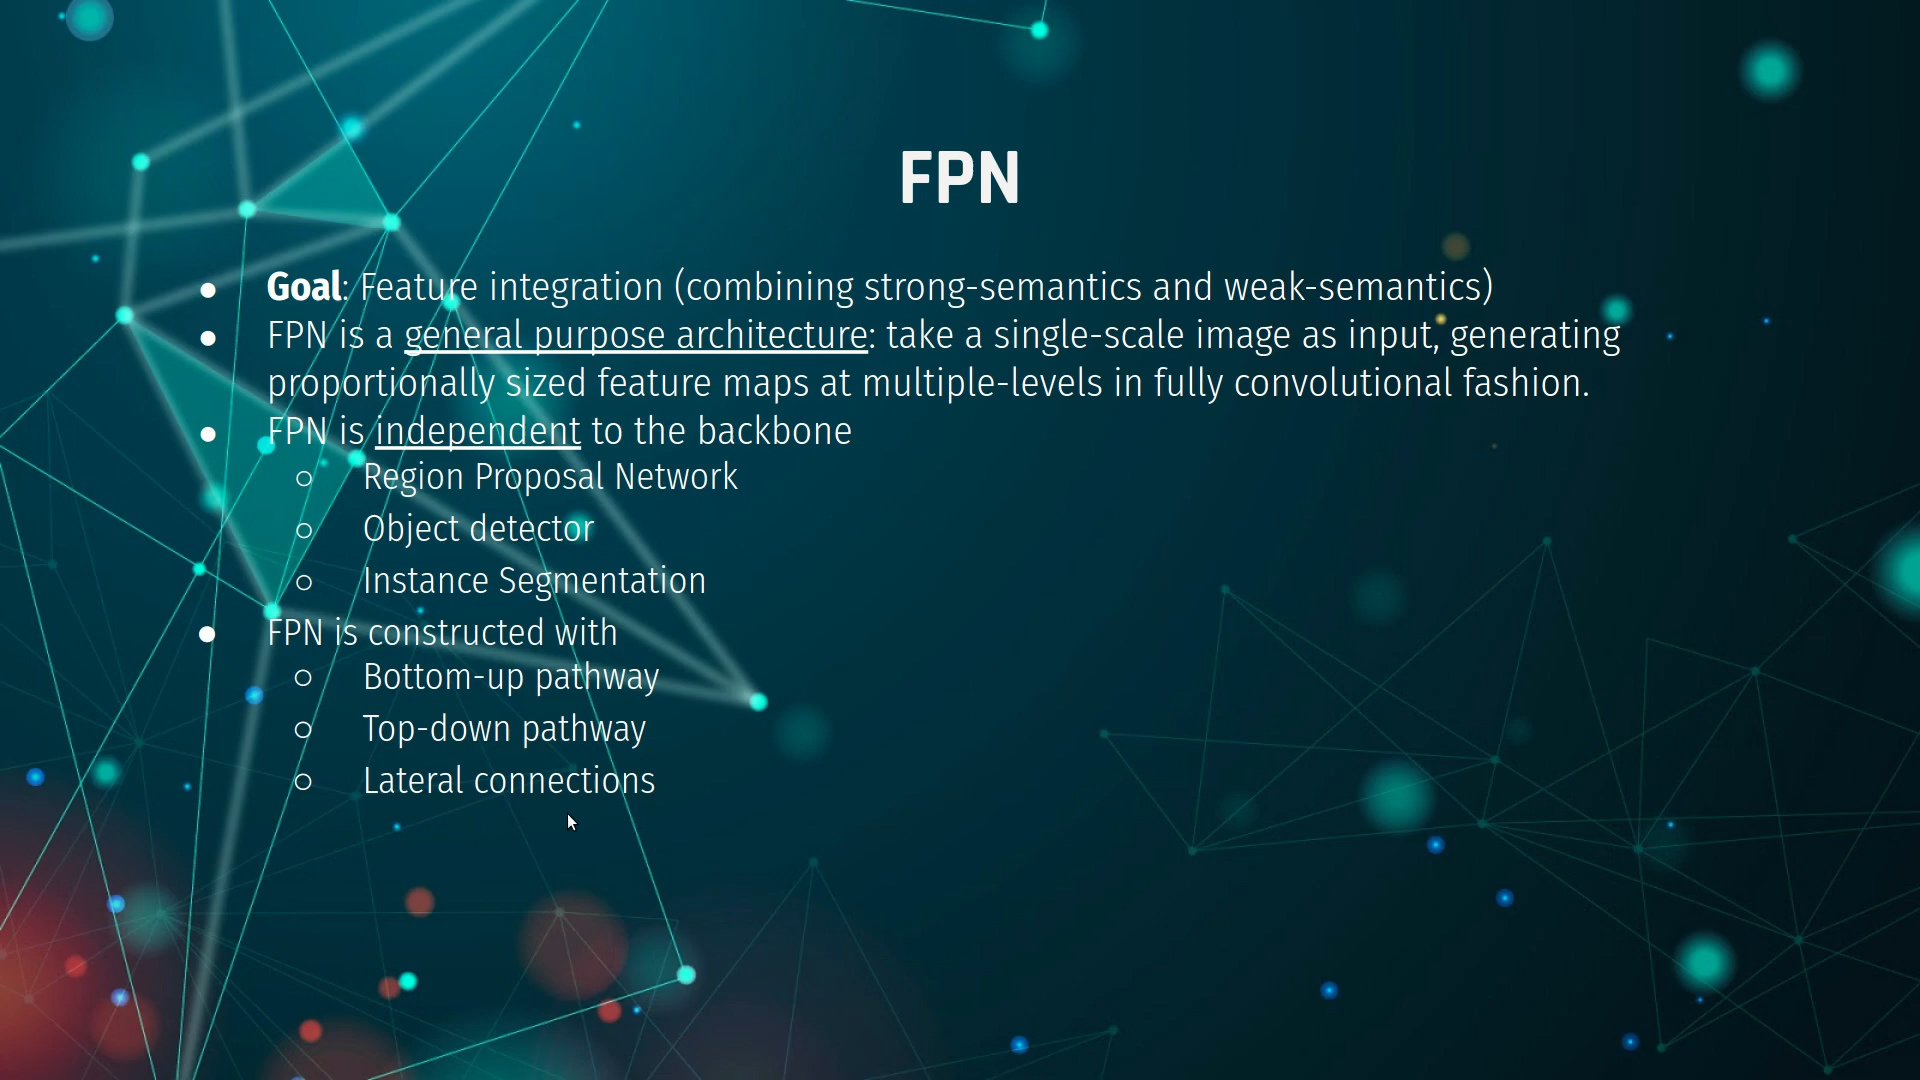 FPN
● Goal: Feature integration (combining strong-semantics and weak-semantics)
● FPN is a general purpose architecture: take a single-scale image as input, generating
proportionally sized feature maps at multiple-levels in fully convolutional fashion.
● FPN is independent to the backbone
○ Region Proposal Network
○ Object detector
○ Instance Segmentation
● FPN is constructed with
○ Bottom-up pathway
○ Top-down pathway
○ Lateral connections